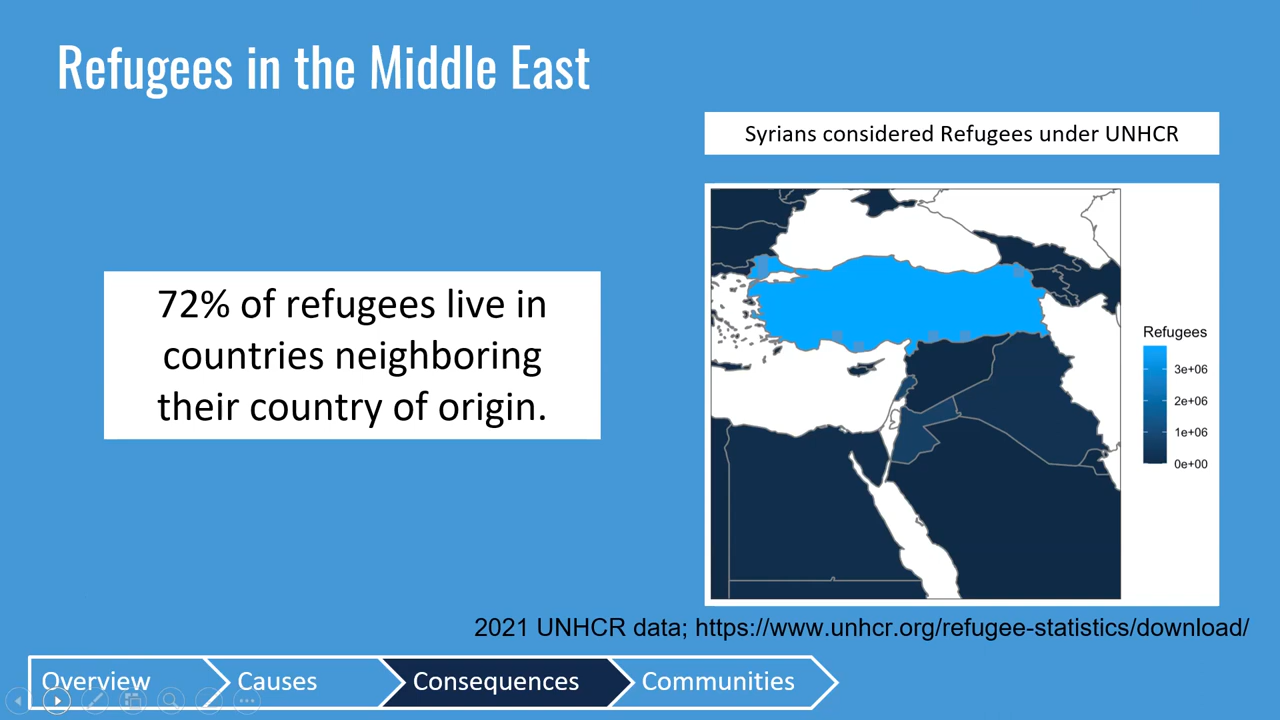 Refugees in the Middle East
Syrians considered Refugees under UNHCR
72% of refugees live in
countries neighboring
their country of origin.
Refugees
3e+06
2e+06
1e+06
0e+00
2021 UNHCR data; https://www.unhcr.org/refugee-statistics/download/
Overview
Causes
Consequences
Communities